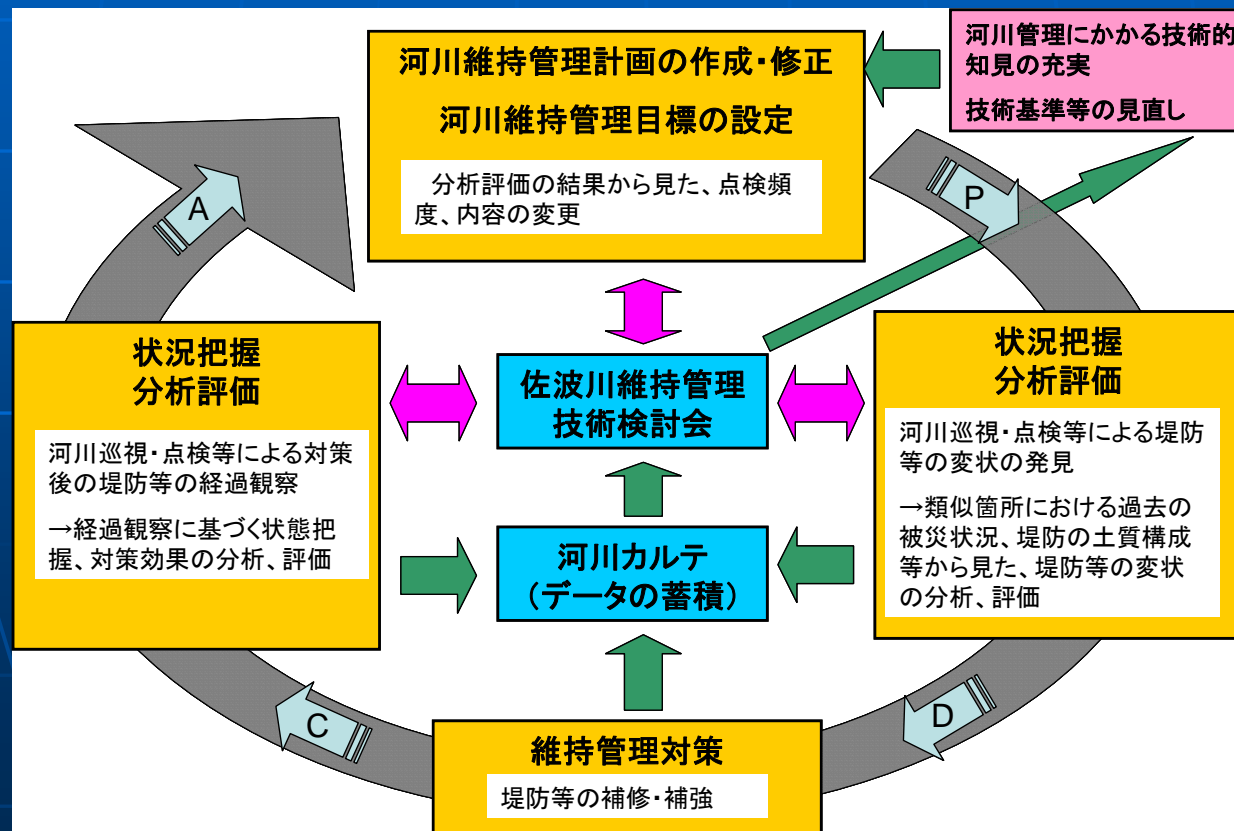 河川維持管理計画の作成・修正
河川維持管理目標の設定
分析評価の結果から見た、点検頻
度、内容の変更
河川管理にかかる技術的
知見の充実
技術基準等の見直し
A
P
状況把握
分析評価
河川巡視・点検等による対策
後の堤防等の経過観察
→経過観察に基づく状態把
握、対策効果の分析、評価
佐波川維持管理
技術検討会
状況把握
分析評価
河川巡視・点検等による堤防
等の変状の発見
→類似箇所における過去の
被災状況、堤防の土質構成
等から見た、堤防等の変状
の分析、評価
河川カルテ
（データの蓄積）
C
D
維持管理対策
堤防等の補修・補強